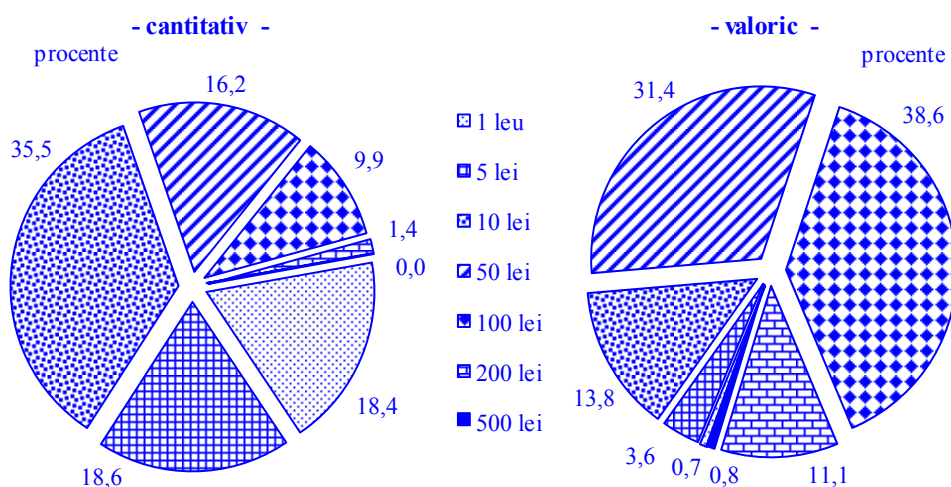 - cantitativ -
procente
16,2
35,5
9,9
1,4
0,0
18,4
18,6
1 leu
5 lei
10 lei
50 lei
100 lei
200 lei
500 lei
- valoric -
procente
31,4
38,6
13,8
3,6
0,7
0,8
11,1